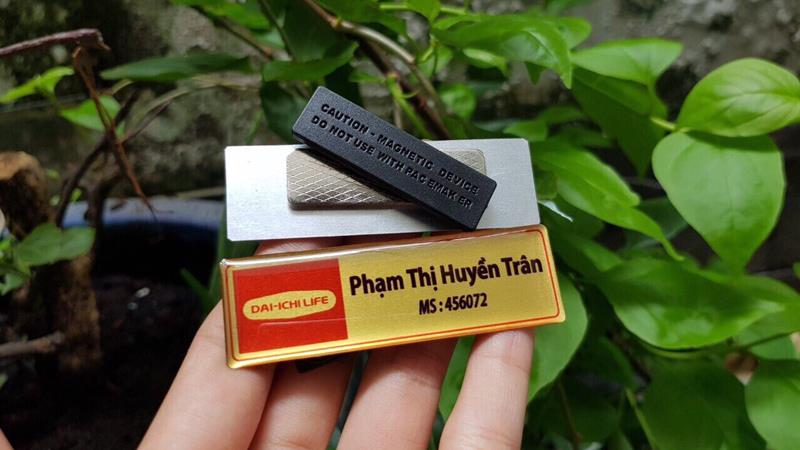 CAUTION - MAGNETIC DEVICE
DO NOT USE WITH PACEMAKER
DAI-ICHI LIFE
Phạm Thị Huyền Trân
MS : 456072